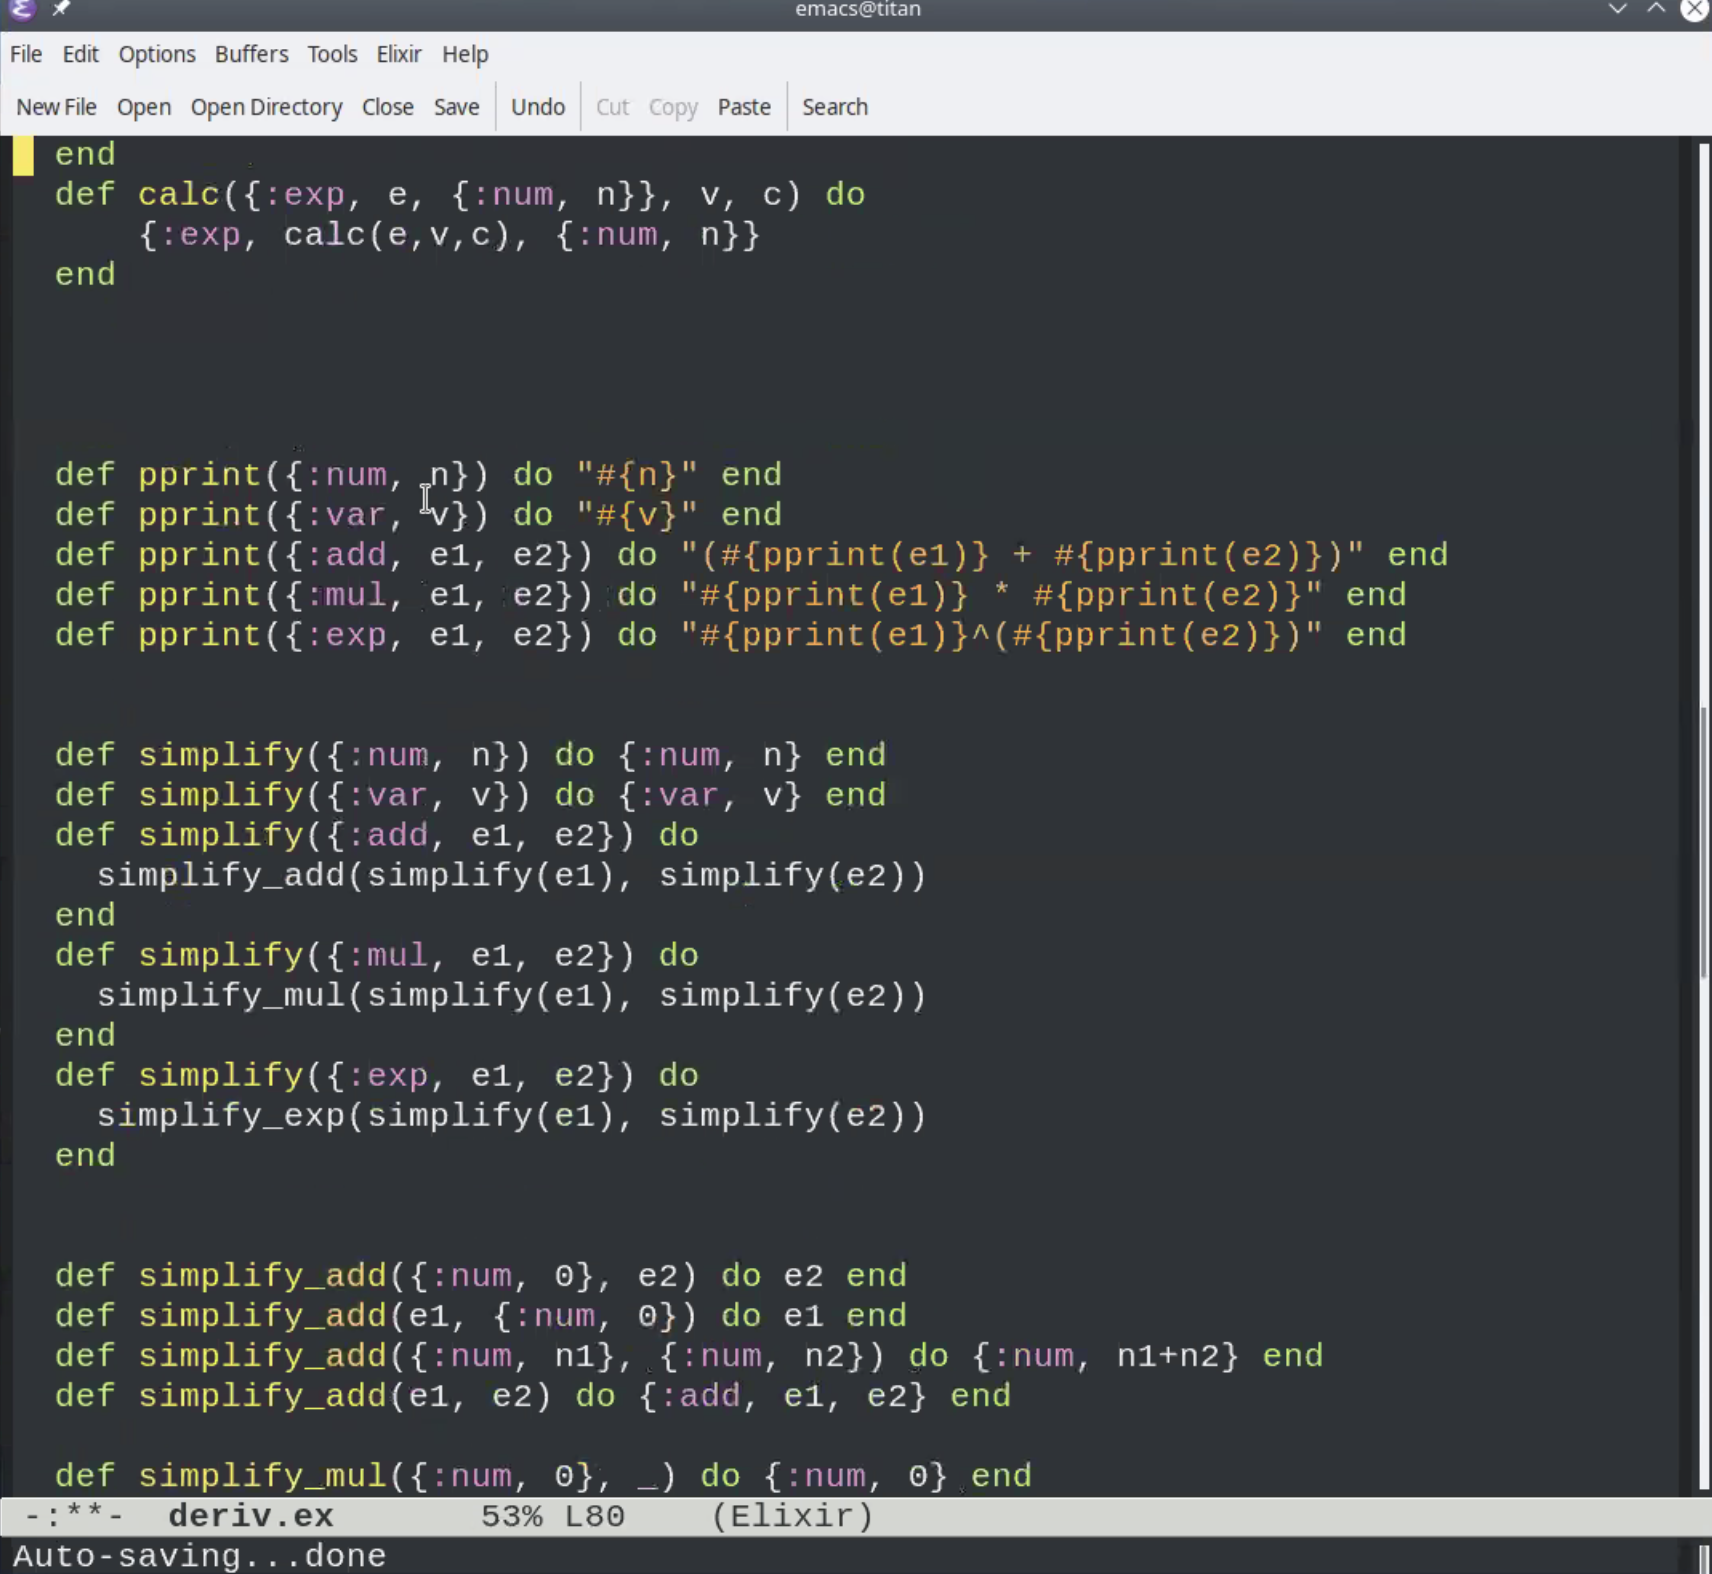 emacs@titan
File Edit Options Buffers Tools Elixir Help
New File Open Open Directory Close Save Undo Cut Copy Paste Search
  end
  def calc({:exp, e, {:num, n}}, v, c) do
      {:exp, calc(e,v,c), {:num, n}}
  end
  def pprint({:num, n}) do "#{n}" end
  def pprint({:var, v}) do "#{v}" end
  def pprint({:add, e1, e2}) do "(#{pprint(e1)} + #{pprint(e2)})" end
  def pprint({:mul, e1, e2}) do "#{pprint(e1)} * #{pprint(e2)}" end
  def pprint({:exp, e1, e2}) do "#{pprint(e1)}^(#{pprint(e2)})" end
  def simplify({:num, n}) do {:num, n} end
  def simplify({:var, v}) do {:var, v} end
  def simplify({:add, e1, e2}) do
    simplify_add(simplify(e1), simplify(e2))
  end
  def simplify({:mul, e1, e2}) do
    simplify_mul(simplify(e1), simplify(e2))
  end
  def simplify({:exp, e1, e2}) do
    simplify_exp(simplify(e1), simplify(e2))
  end
  def simplify_add({:num, 0}, e2) do e2 end
  def simplify_add(e1, {:num, 0}) do e1 end
  def simplify_add({:num, n1}, {:num, n2}) do {:num, n1+n2} end
  def simplify_add(e1, e2) do {:add, e1, e2} end
  def simplify_mul({:num, 0}, _) do {:num, 0} end
-:**-  deriv.ex       53% L80    (Elixir)
Auto-saving...done